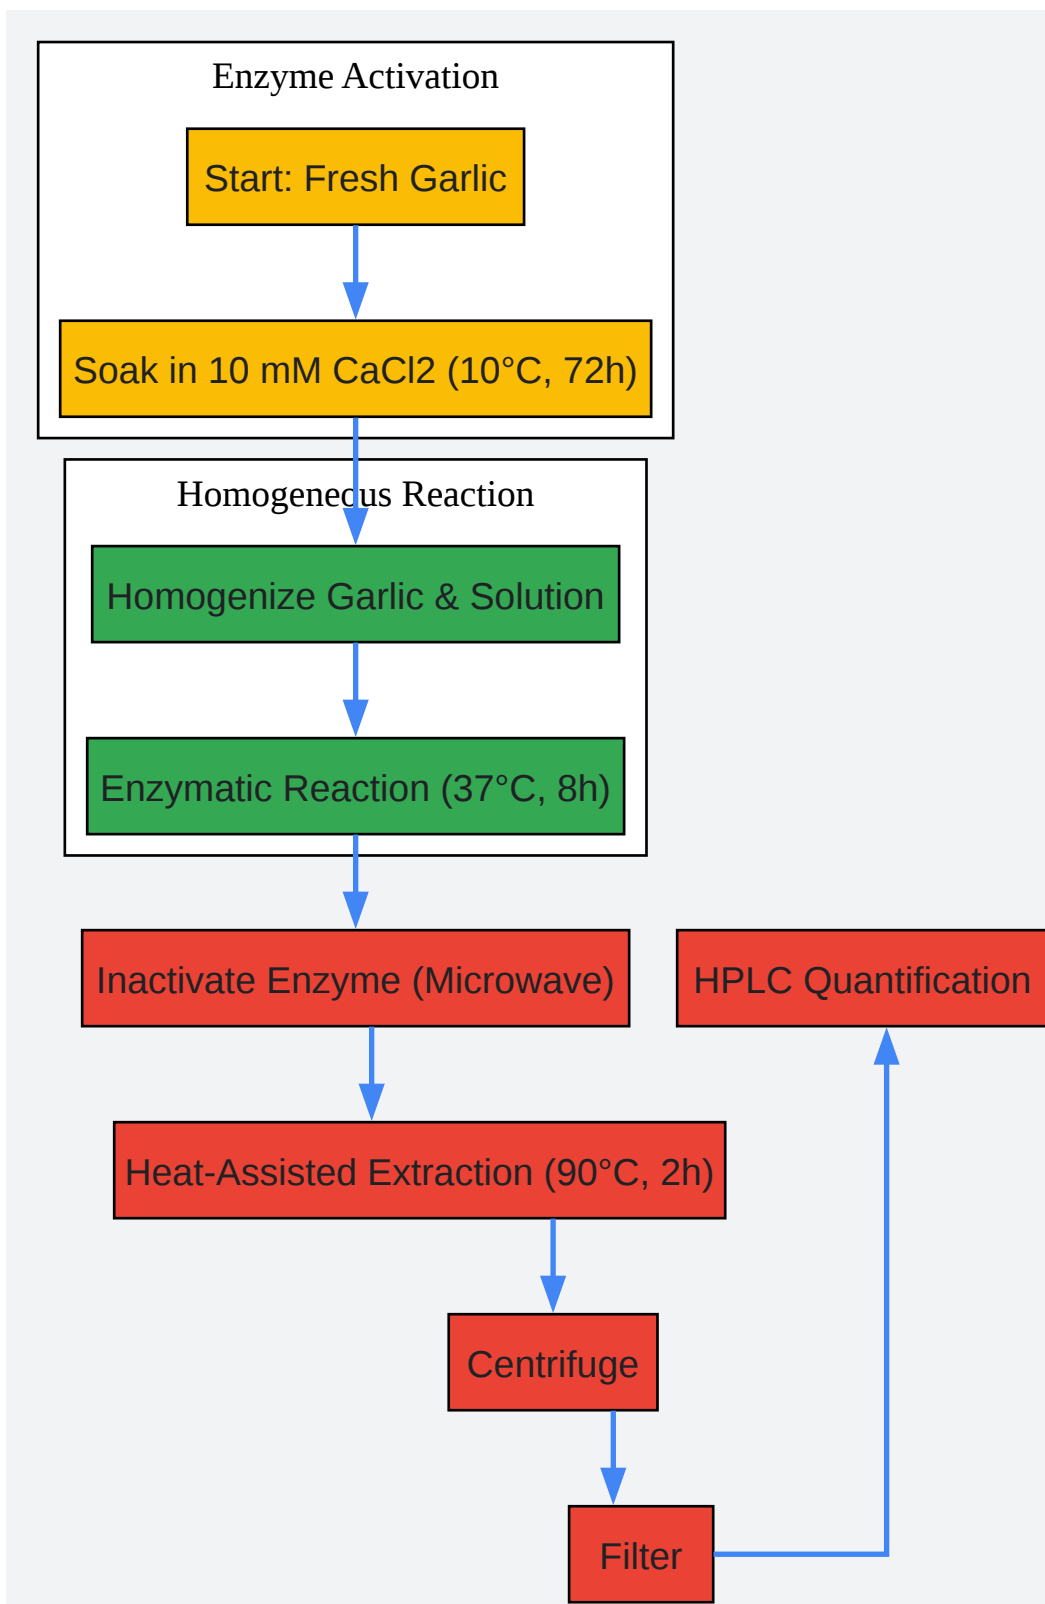 Enzyme Activation
Start: Fresh Garlic
Soak in 10 mM CaCl2 (10°C, 72h)
Homogeneous Reaction
Homogenize Garlic & Solution
Enzymatic Reaction (37°C, 8h)
Inactivate Enzyme (Microwave)
Heat-Assisted Extraction (90°C, 2h)
Centrifuge
Filter
HPLC Quantification